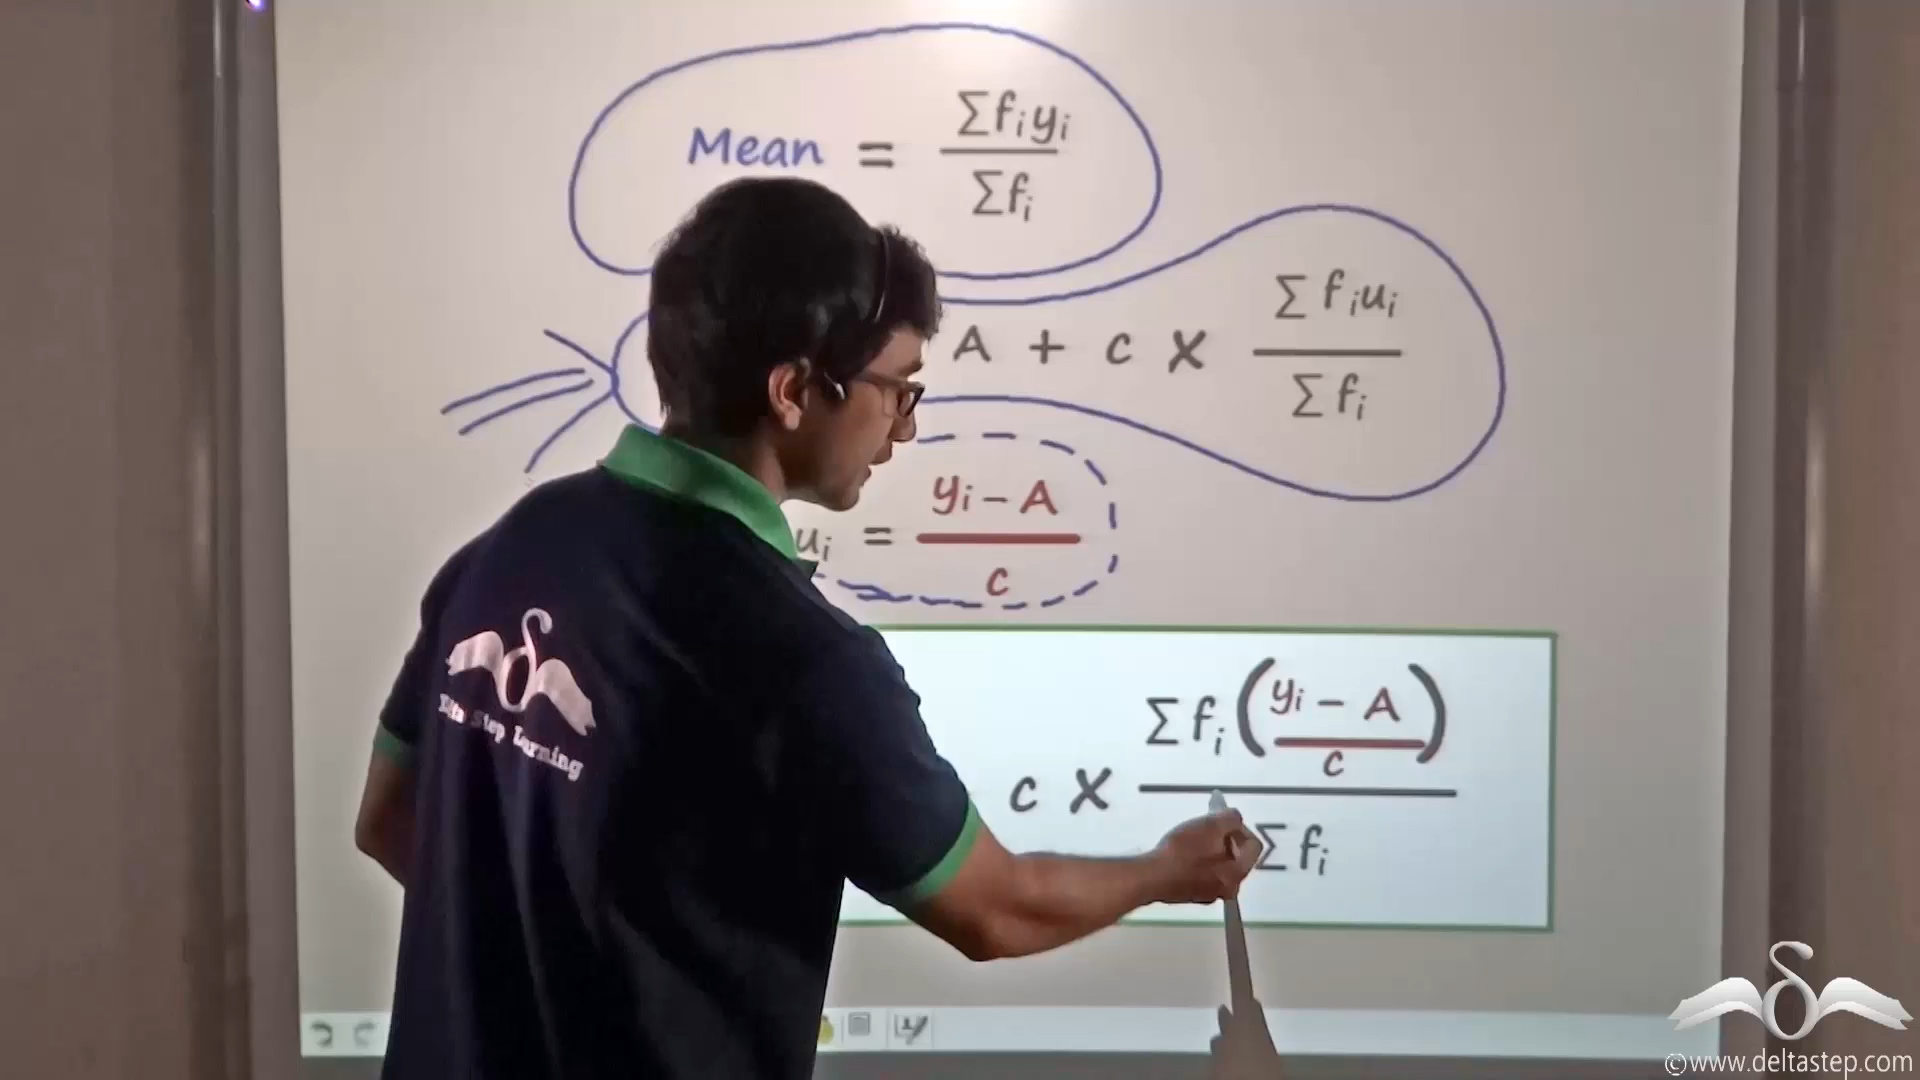 Mean = Σfᵢyᵢ / Σfᵢ
A + c X Σfᵢuᵢ / Σfᵢ
uᵢ = yᵢ - A / c
c X Σfᵢ(yᵢ - A / c) / Σfᵢ
Step Learning
©www.deltastep.com